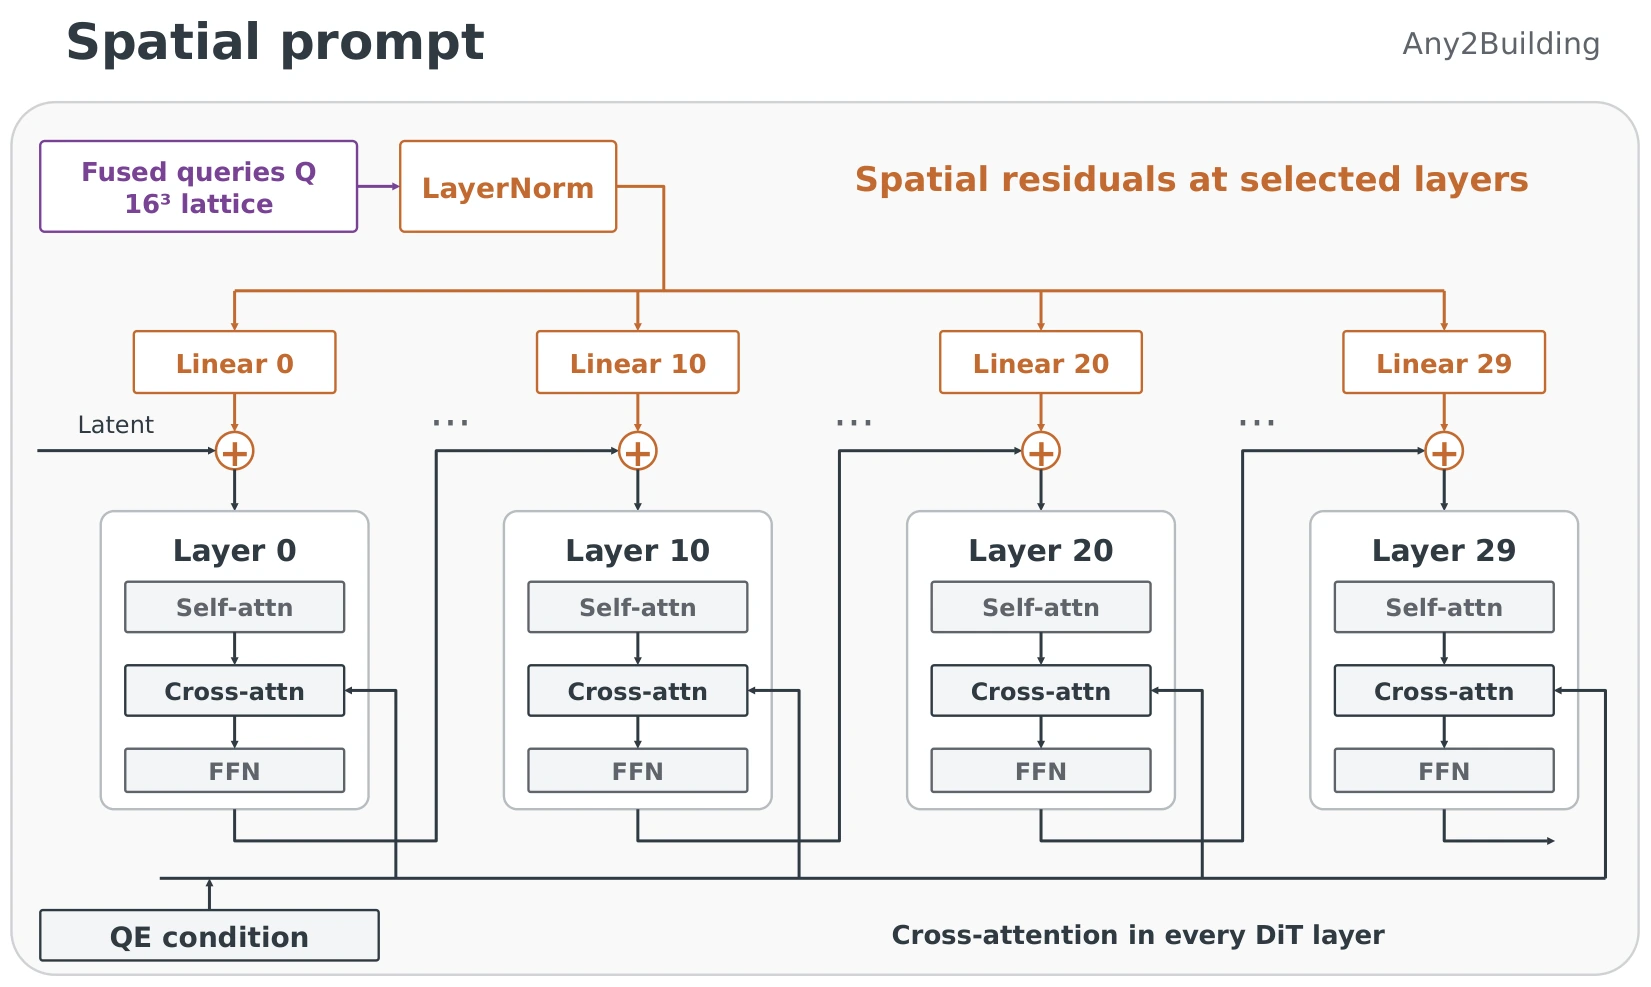 Spatial prompt
Any2Building
Fused queries Q
16³ lattice
LayerNorm
Spatial residuals at selected layers
Linear 0
Linear 10
Linear 20
Linear 29
Latent
...
...
...
+
+
+
+
Layer 0
Self-attn
Cross-attn
FFN
Layer 10
Self-attn
Cross-attn
FFN
Layer 20
Self-attn
Cross-attn
FFN
Layer 29
Self-attn
Cross-attn
FFN
QE condition
Cross-attention in every DiT layer